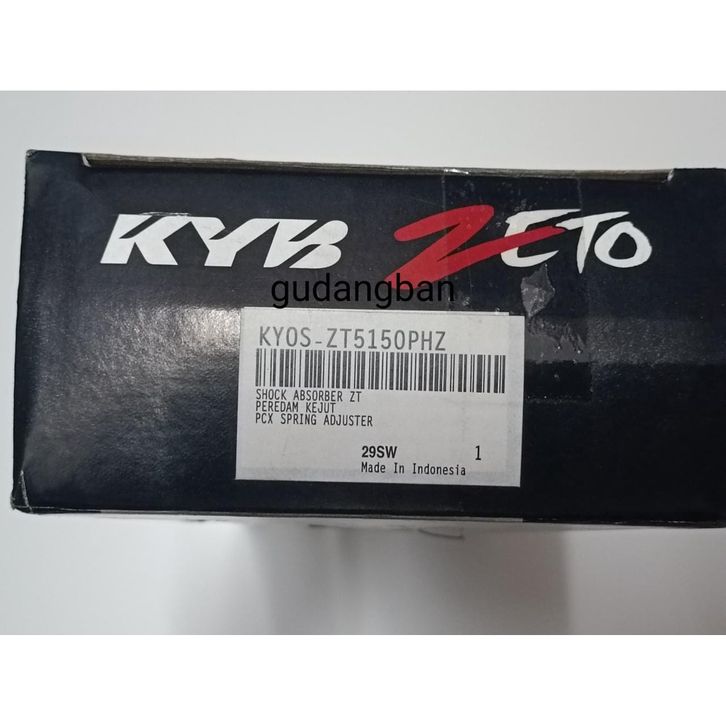 KYB ZETO
gudangban
KYOS-ZT5150PHZ
SHOCK ABSORBER ZT
PEREDAM KEJUT
PCX SPRING ADJUSTER
29SW 1
Made In Indonesia